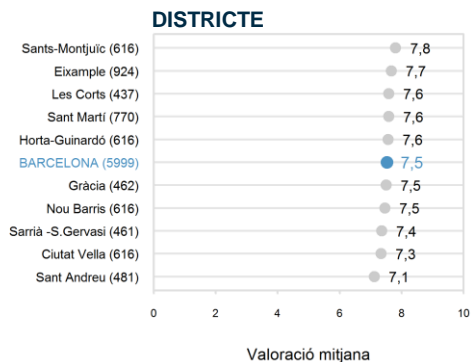 DISTRICTE
Sants-Montjuïc (616) 7,8
Eixample (924) 7,7
Les Corts (437) 7,6
Sant Martí (770) 7,6
Horta-Guinardó (616) 7,6
BARCELONA (5999) 7,5
Gràcia (462) 7,5
Nou Barris (616) 7,5
Sarrià -S.Gervasi (461) 7,4
Ciutat Vella (616) 7,3
Sant Andreu (481) 7,1
0 2 4 6 8 10
Valoració mitjana